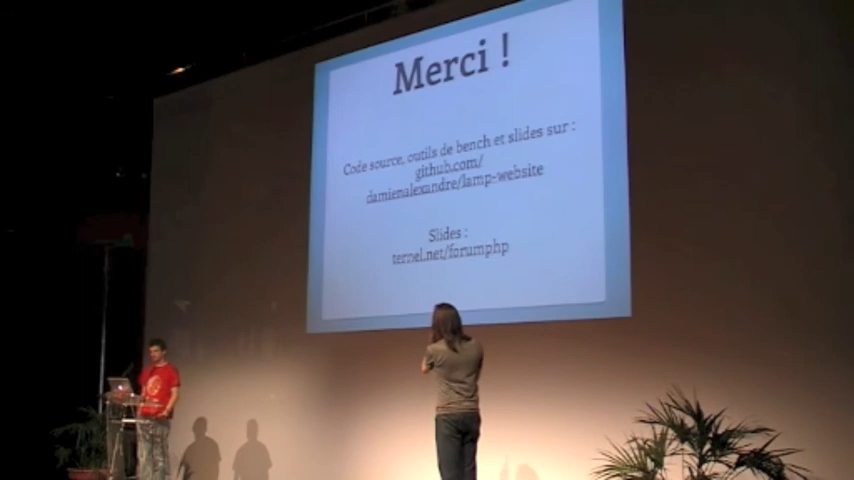 Merci !
Code source, outils de bench et slides sur :
github.com/
damienalexandre/lamp-website
Slides :
ternel.net/forumphp